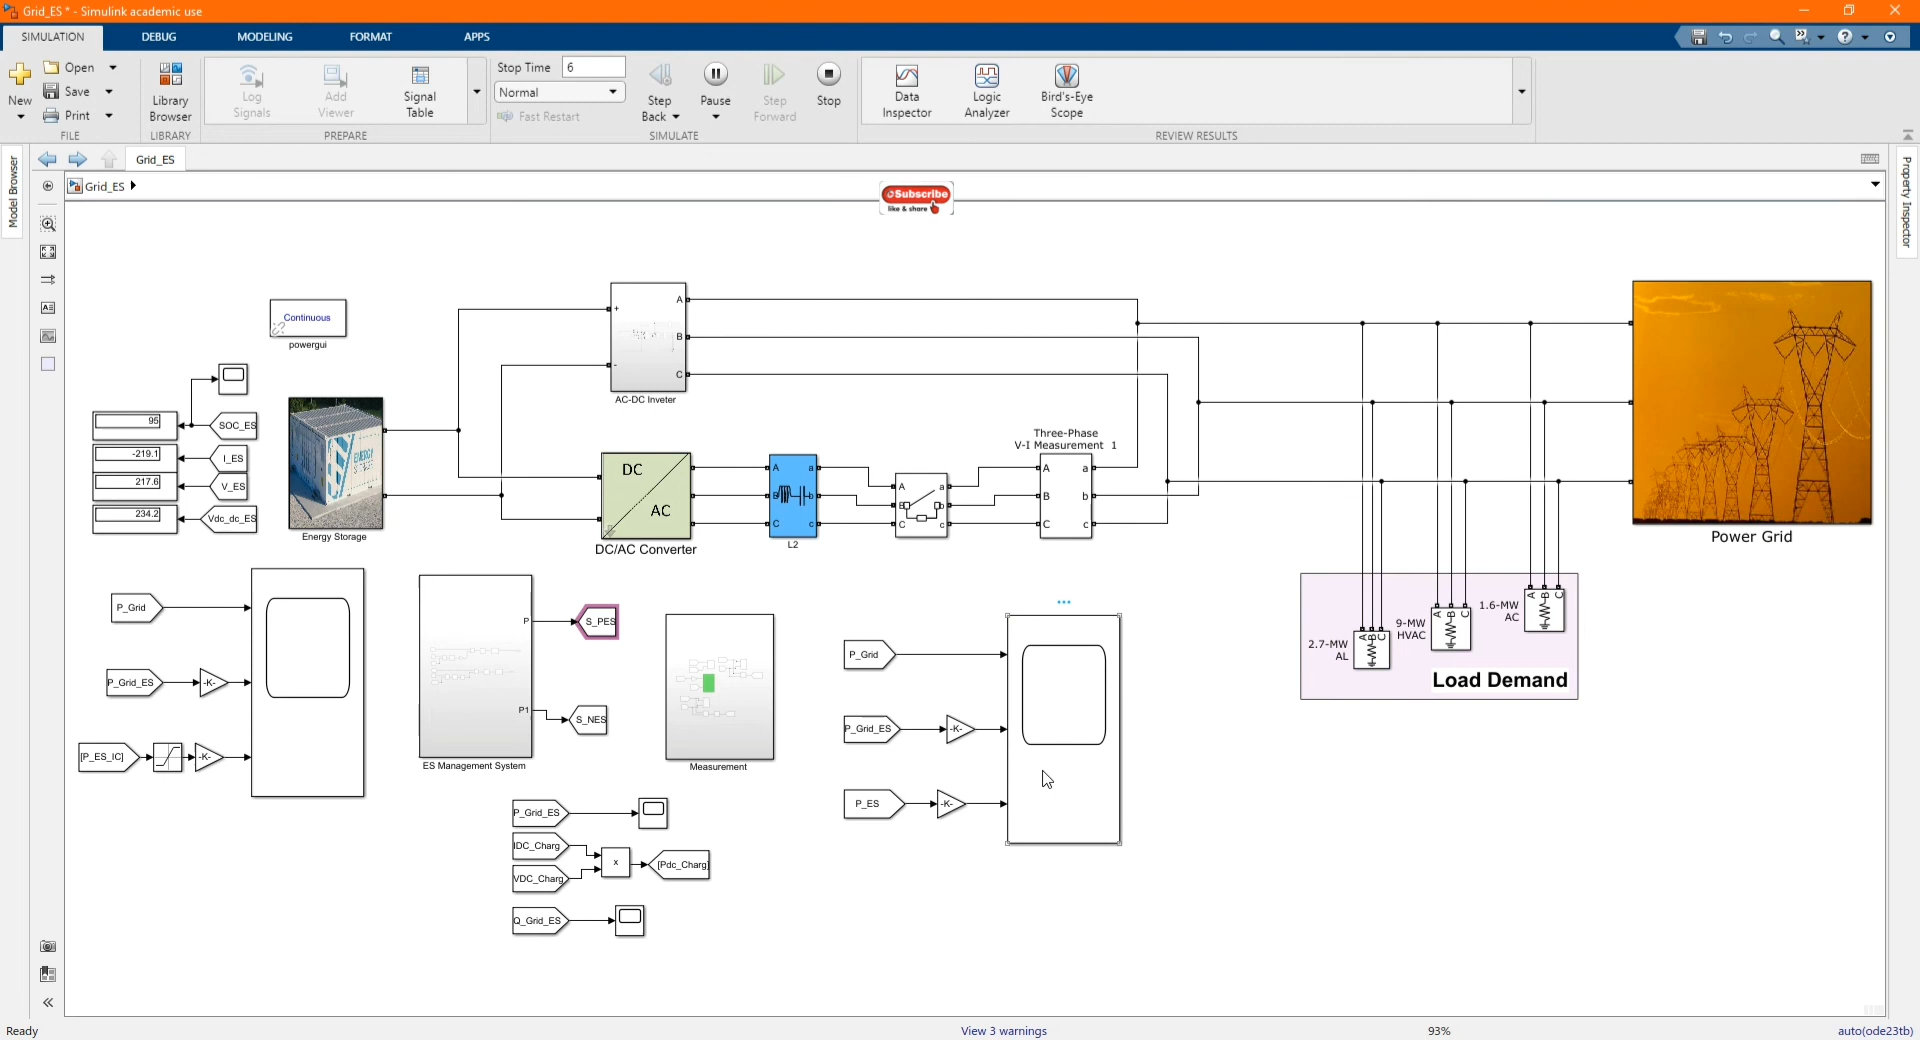 Grid_ES * - Simulink academic use
SIMULATION DEBUG MODELING FORMAT APPS
New
Open
Save
Print
FILE
Library Browser
LIBRARY
Log Signals
Add Viewer
Signal Table
PREPARE
Stop Time 6
Normal
Fast Restart
Step Back
Pause
Step Forward
Stop
SIMULATE
Data Inspector
Logic Analyzer
Bird's-Eye Scope
REVIEW RESULTS
Model Browser
Grid_ES
Property Inspector
Grid_ES
Subscribe
like & share
Continuous
powergui
95 SOC_ES
-219.1 I_ES
217.6 V_ES
234.2 Vdc_dc_ES
Energy Storage
+
-
A
B
C
AC-DC Inveter
DC
AC
DC/AC Converter
A a
B b
C c
L2
A a
B b
C c
Three-Phase
V-I Measurement 1
A a
B b
C c
Power Grid
2.7-MW
AL
A B C
9-MW
HVAC
A B C
1.6-MW
AC
A B C
Load Demand
P_Grid
P_Grid_ES -K-
[P_ES_IC] -K-
P S_PES
P1 S_NES
ES Management System
Measurement
P_Grid
P_Grid_ES -K-
P_ES -K-
P_Grid_ES
IDC_Charg
VDC_Charg
x
[Pdc_Charg]
Q_Grid_ES
Ready
View 3 warnings
93%
auto(ode23tb)